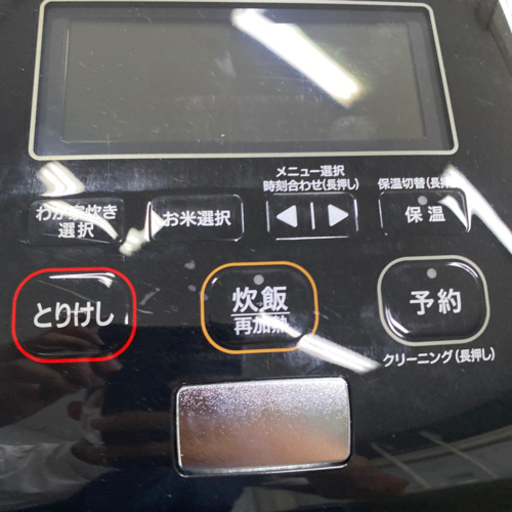 メニュー選択
時刻合わせ(長押し)
保温切替(長押
わが家炊き
選択
お米選択
保温
とりけし
炊飯
再加熱
予約
クリーニング(長押し)